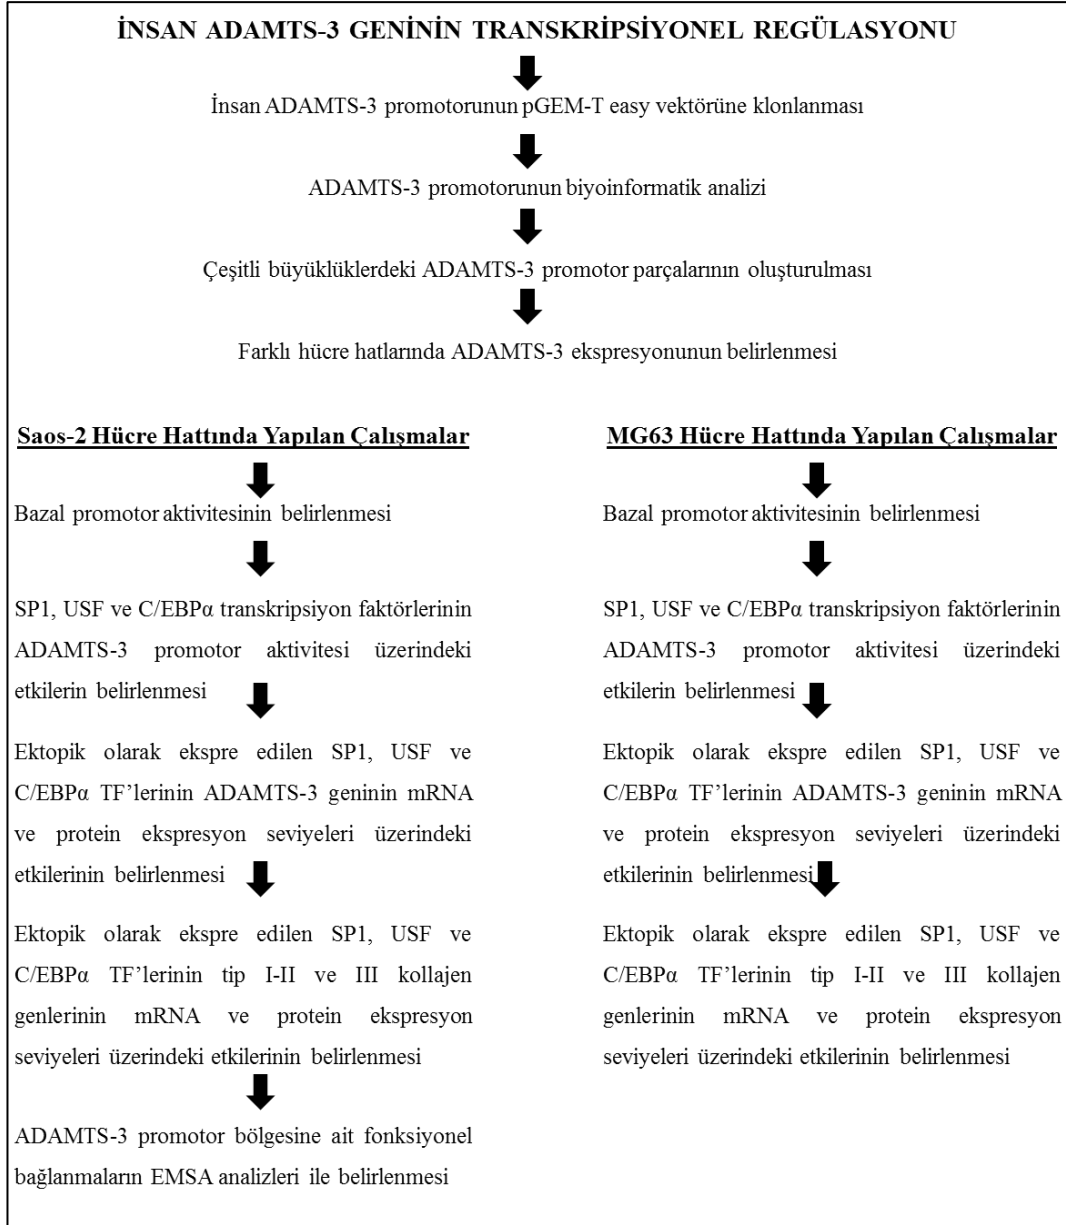 İNSAN ADAMTS-3 GENİNİN TRANSKRİPSİYONEL REGÜLASYONU
İnsan ADAMTS-3 promotorunun pGEM-T easy vektörüne klonlanması
ADAMTS-3 promotorunun biyoinformatik analizi
Çeşitli büyüklüklerdeki ADAMTS-3 promotor parçalarının oluşturulması
Farklı hücre hatlarında ADAMTS-3 ekspresyonunun belirlenmesi
Saos-2 Hücre Hattında Yapılan Çalışmalar
Bazal promotor aktivitesinin belirlenmesi
SP1, USF ve C/EBPα transkripsiyon faktörlerinin
ADAMTS-3 promotor aktivitesi üzerindeki
etkilerin belirlenmesi
Ektopik olarak ekspre edilen SP1, USF ve
C/EBPα TF’lerinin ADAMTS-3 geninin mRNA
ve protein ekspresyon seviyeleri üzerindeki
etkilerinin belirlenmesi
Ektopik olarak ekspre edilen SP1, USF ve
C/EBPα TF’lerinin tip I-II ve III kollajen
genlerinin mRNA ve protein ekspresyon
seviyeleri üzerindeki etkilerinin belirlenmesi
ADAMTS-3 promotor bölgesine ait fonksiyonel
bağlanmaların EMSA analizleri ile belirlenmesi
MG63 Hücre Hattında Yapılan Çalışmalar
Bazal promotor aktivitesinin belirlenmesi
SP1, USF ve C/EBPα transkripsiyon faktörlerinin
ADAMTS-3 promotor aktivitesi üzerindeki
etkilerin belirlenmesi
Ektopik olarak ekspre edilen SP1, USF ve
C/EBPα TF’lerinin ADAMTS-3 geninin mRNA
ve protein ekspresyon seviyeleri üzerindeki
etkilerinin belirlenmesi
Ektopik olarak ekspre edilen SP1, USF ve
C/EBPα TF’lerinin tip I-II ve III kollajen
genlerinin mRNA ve protein ekspresyon
seviyeleri üzerindeki etkilerinin belirlenmesi